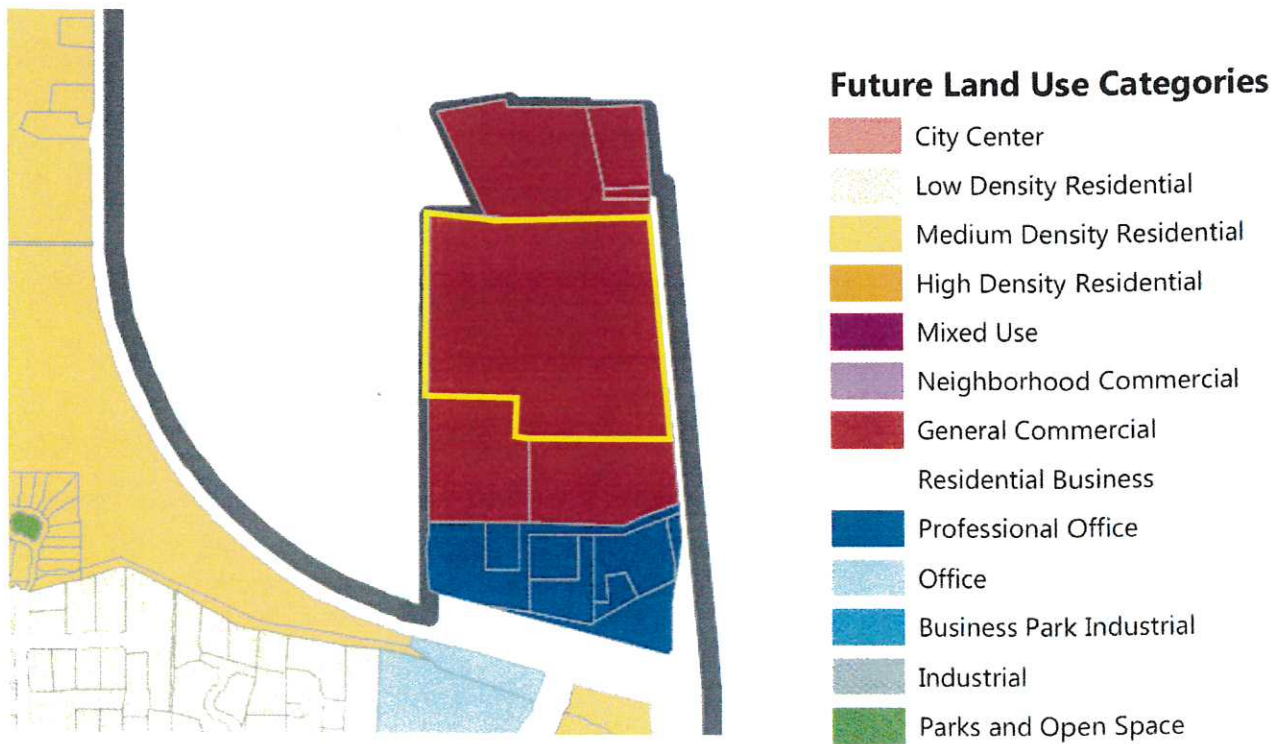 Future Land Use Categories
City Center
Low Density Residential
Medium Density Residential
High Density Residential
Mixed Use
Neighborhood Commercial
General Commercial
Residential Business
Professional Office
Office
Business Park Industrial
Industrial
Parks and Open Space